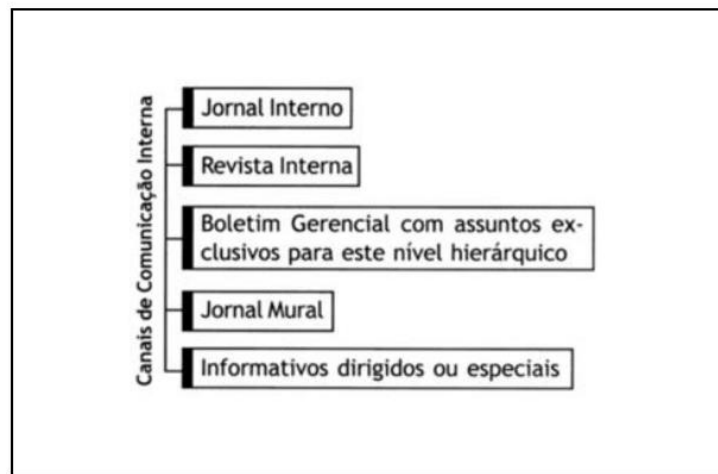 Canais de Comunicação Interna
Jornal Interno
Revista Interna
Boletim Gerencial com assuntos ex-
clusivos para este nível hierárquico
Jornal Mural
Informativos dirigidos ou especiais